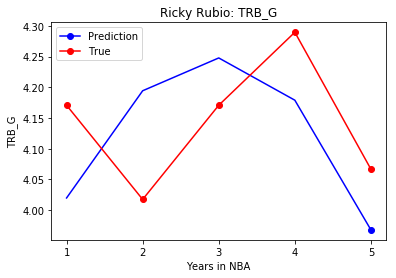 Ricky Rubio: TRB_G
Prediction
True
4.30
4.25
4.20
4.15
4.10
4.05
4.00
TRB_G
1 2 3 4 5
Years in NBA